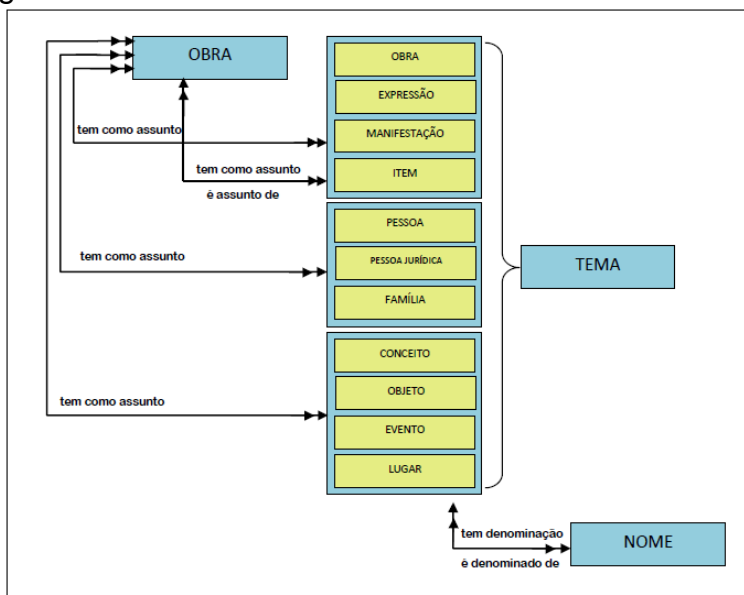 OBRA
OBRA
EXPRESSÃO
MANIFESTAÇÃO
ITEM
tem como assunto
tem como assunto
é assunto de
PESSOA
PESSOA JURÍDICA
FAMÍLIA
tem como assunto
TEMA
CONCEITO
OBJETO
EVENTO
LUGAR
tem como assunto
tem denominação
é denominado de
NOME